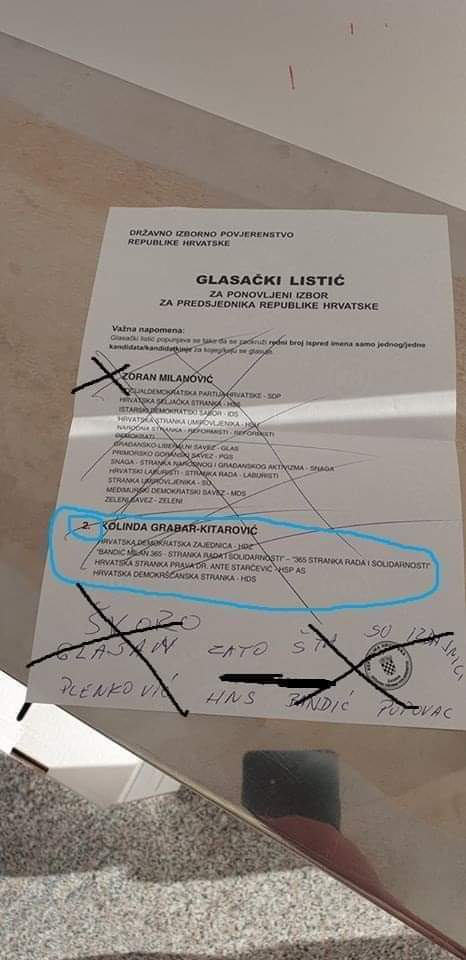 DRŽAVNO IZBORNO POVJERENSTVO
REPUBLIKE HRVATSKE
GLASAČKI LISTIĆ
ZA PONOVLJENI IZBOR
ZA PREDSJEDNIKA REPUBLIKE HRVATSKE
Važna napomena:
Glasački listić popunjava se tako da se zaokruži redni broj ispred imena samo jednog/jedne
kandidata/kandidatkinje za kojeg/koju se glasuje.
ZORAN MILANOVIĆ
SOCIJALDEMOKRATSKA PARTIJA HRVATSKE - SDP
HRVATSKA SELJAČKA STRANKA - HSS
ISTARSKI DEMOKRATSKI SABOR - IDS
HRVATSKA STRANKA UMIROVLJENIKA - HSU
NARODNA STRANKA - REFORMISTI - REFORMISTI
DEMOKRATI
GRAĐANSKO-LIBERALNI SAVEZ - GLAS
PRIMORSKO GORANSKI SAVEZ - PGS
SNAGA - STRANKA NARODNOG I GRAĐANSKOG AKTIVIZMA - SNAGA
HRVATSKI LABURISTI - STRANKA RADA - LABURISTI
STRANKA UMIROVLJENIKA - SU
MEĐIMURSKI DEMOKRATSKI SAVEZ - MDS
ZELENI SAVEZ - ZELENI
2. KOLINDA GRABAR-KITAROVIĆ
HRVATSKA DEMOKRATSKA ZAJEDNICA - HDZ
"BANDIĆ MILAN 365 - STRANKA RADA I SOLIDARNOSTI" - "365 STRANKA RADA I SOLIDARNOSTI"
HRVATSKA STRANKA PRAVA DR. ANTE STARČEVIĆ - HSP AS
HRVATSKA DEMOKRŠĆANSKA STRANKA - HDS
ŠKORO
GLASAM ZATO ŠTA SU IZDAJNICI
PLENKOVIĆ HNS BANDIĆ PUPOVAC